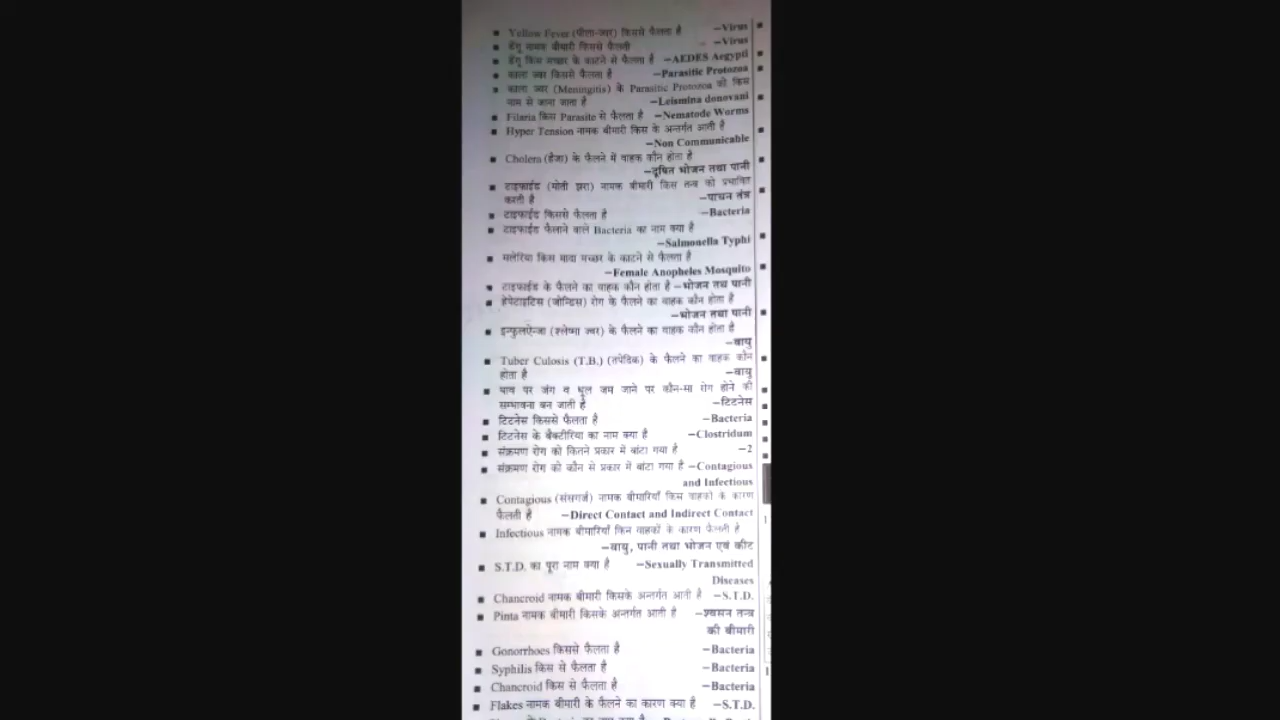 ▪ Yellow Fever (पीला-ज्वर) किससे फैलता है –Virus
▪ डेंगू नामक बीमारी किससे फैलती –Virus
▪ डेंगू किस मच्छर के काटने से फैलता है –AEDES Aegypti
▪ काला ज्वर किससे फैलता है –Parasitic Protozoa
▪ काला ज्वर (Meningitis) के Parasitic Protozoa को किस
नाम से जाना जाता है –Leismina donovani
▪ Filaria किस Parasite से फैलता है –Nematode Worms
▪ Hyper Tension नामक बीमारी किस के अन्तर्गत आती है
–Non Communicable
▪ Cholera (हैजा) के फैलने में वाहक कौन होता है
–दूषित भोजन तथा पानी
▪ टाइफाईड (मोती झरा) नामक बीमारी किस तन्त्र को प्रभावित
करती है –पाचन तंत्र
▪ टाइफाईड किससे फैलता है –Bacteria
▪ टाईफाईड फैलाने वाले Bacteria का नाम क्या है
–Salmonella Typhi
▪ मलेरिया किस मादा मच्छर के काटने से फैलता है
–Female Anopheles Mosquito
▪ टाइफाईड के फैलने का वाहक कौन होता है –भोजन तथ पानी
▪ हेपेटाइटिस (जोन्डिस) रोग के फैलने का वाहक कौन होता है
–भोजन तथा पानी
▪ इन्फुलऐन्जा (श्लेष्मा ज्वर) के फैलने का वाहक कौन होता है
–वायु
▪ Tuber Culosis (T.B.) (तपेदिक) के फैलने का वाहक कौन
होता है –वायु
▪ घाव पर जंग व धूल जम जाने पर कौन-सा रोग होने की
सम्भावना बन जाती है –टिटनेस
▪ टिटनेस किससे फैलता है –Bacteria
▪ टिटनेस के बैक्टीरिया का नाम क्या है –Clostridum
▪ संक्रमण रोग को कितने प्रकार में बांटा गया है –2
▪ संक्रमण रोग को कौन से प्रकार में बांटा गया है –Contagious
and Infectious
▪ Contagious (संसगर्ज) नामक बीमारियाँ किस वाहको के कारण
फैलती है –Direct Contact and Indirect Contact
▪ Infectious नामक बीमारियाँ किन वाहकों के कारण फैलती है
–वायु, पानी तथा भोजन एवं कीट
▪ S.T.D. का पूरा नाम क्या है –Sexually Transmitted
Diseases
▪ Chancroid नामक बीमारी किसके अन्तर्गत आती है –S.T.D.
▪ Pinta नामक बीमारी किसके अन्तर्गत आती है –श्वसन तन्त्र
की बीमारी
▪ Gonorrhoes किससे फैलता है –Bacteria
▪ Syphilis किस से फैलता है –Bacteria
▪ Chancroid किस से फैलता है –Bacteria
▪ Flakes नामक बीमारी के फैलने का कारण क्या है –S.T.D.